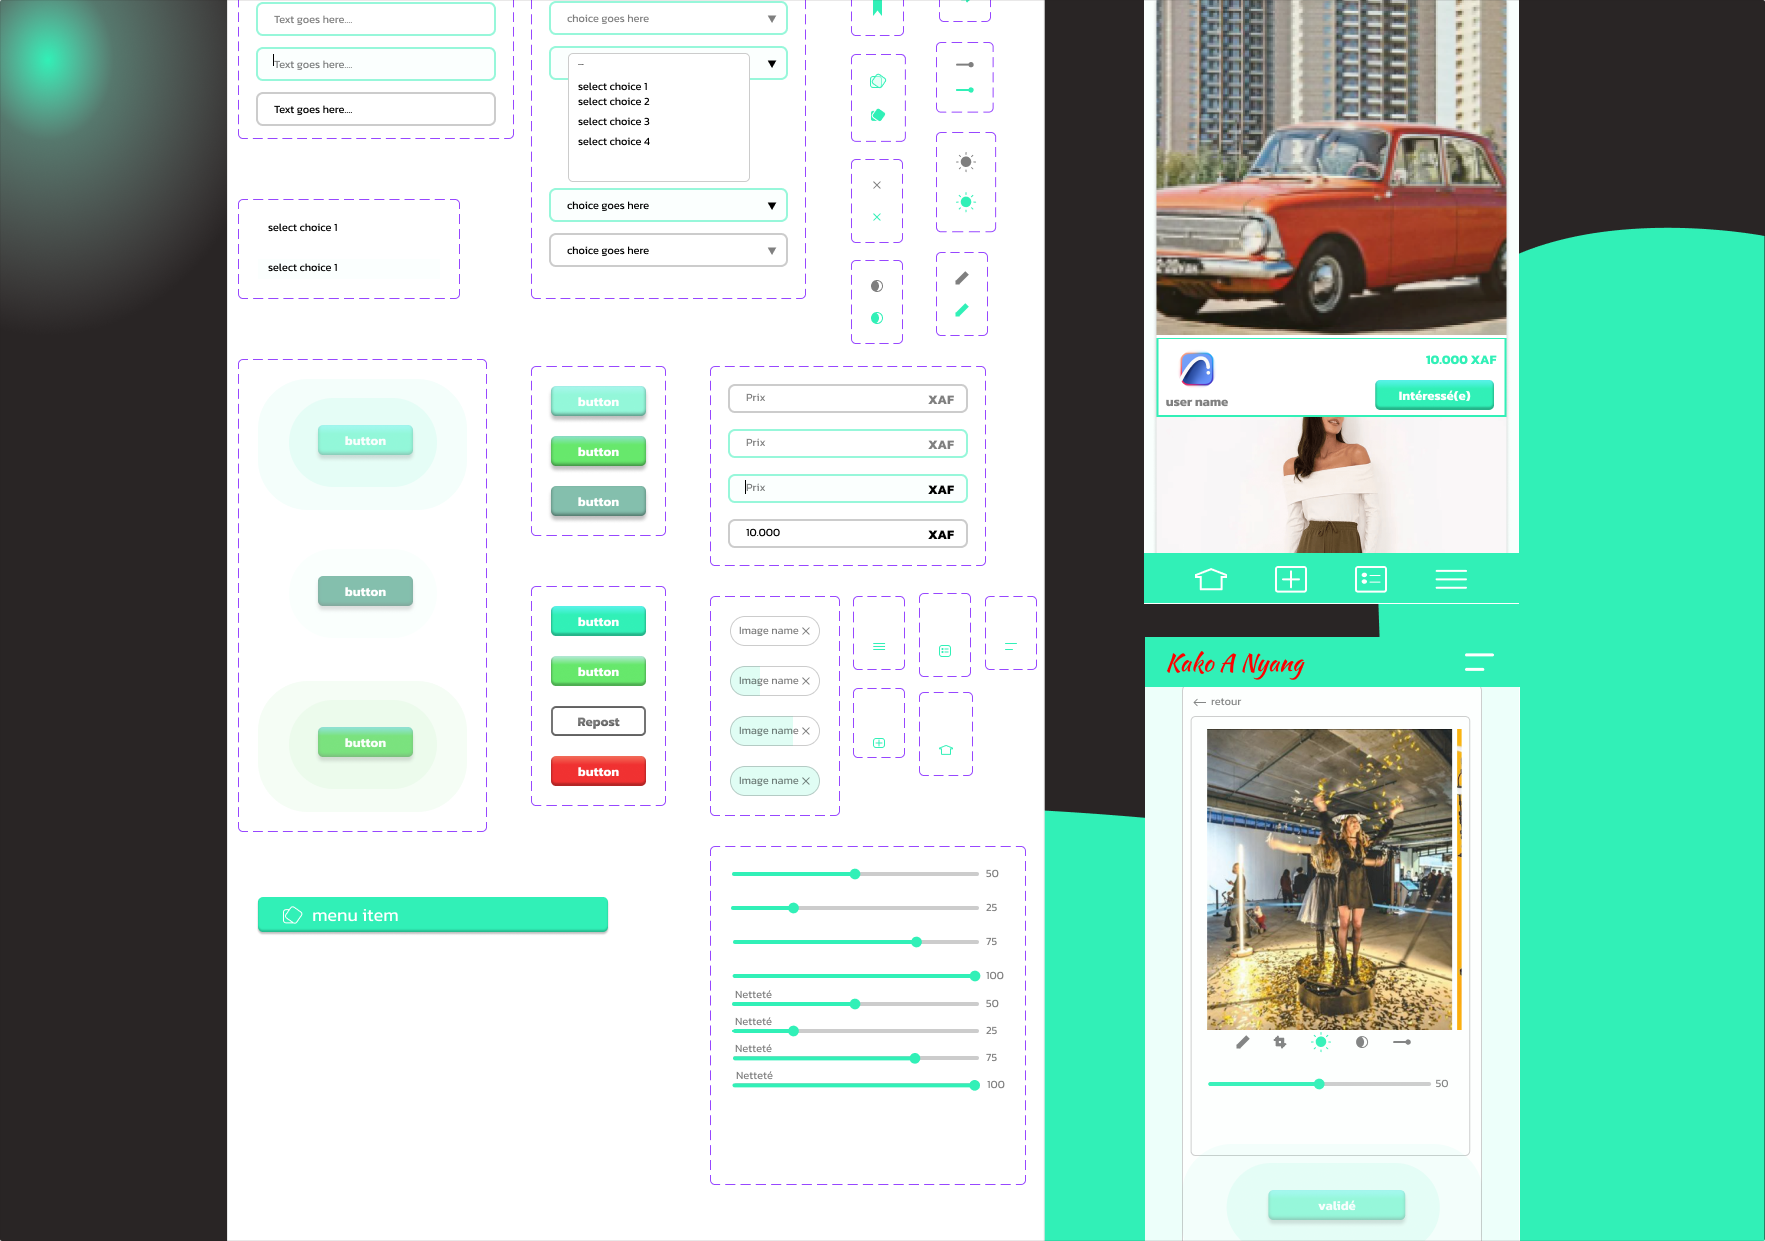 Text goes here....
Text goes here....
Text goes here....
select choice 1
select choice 1
choice goes here
--
select choice 1
select choice 2
select choice 3
select choice 4
choice goes here
choice goes here
button
button
button
button
button
button
button
button
Repost
button
Prix XAF
Prix XAF
Prix XAF
10.000 XAF
Image name
Image name
Image name
Image name
menu item
50
25
75
100
Netteté
50
Netteté
25
Netteté
75
Netteté
100
10.000 XAF
user name
Intéressé(e)
Kako A Nyang
retour
50
validé